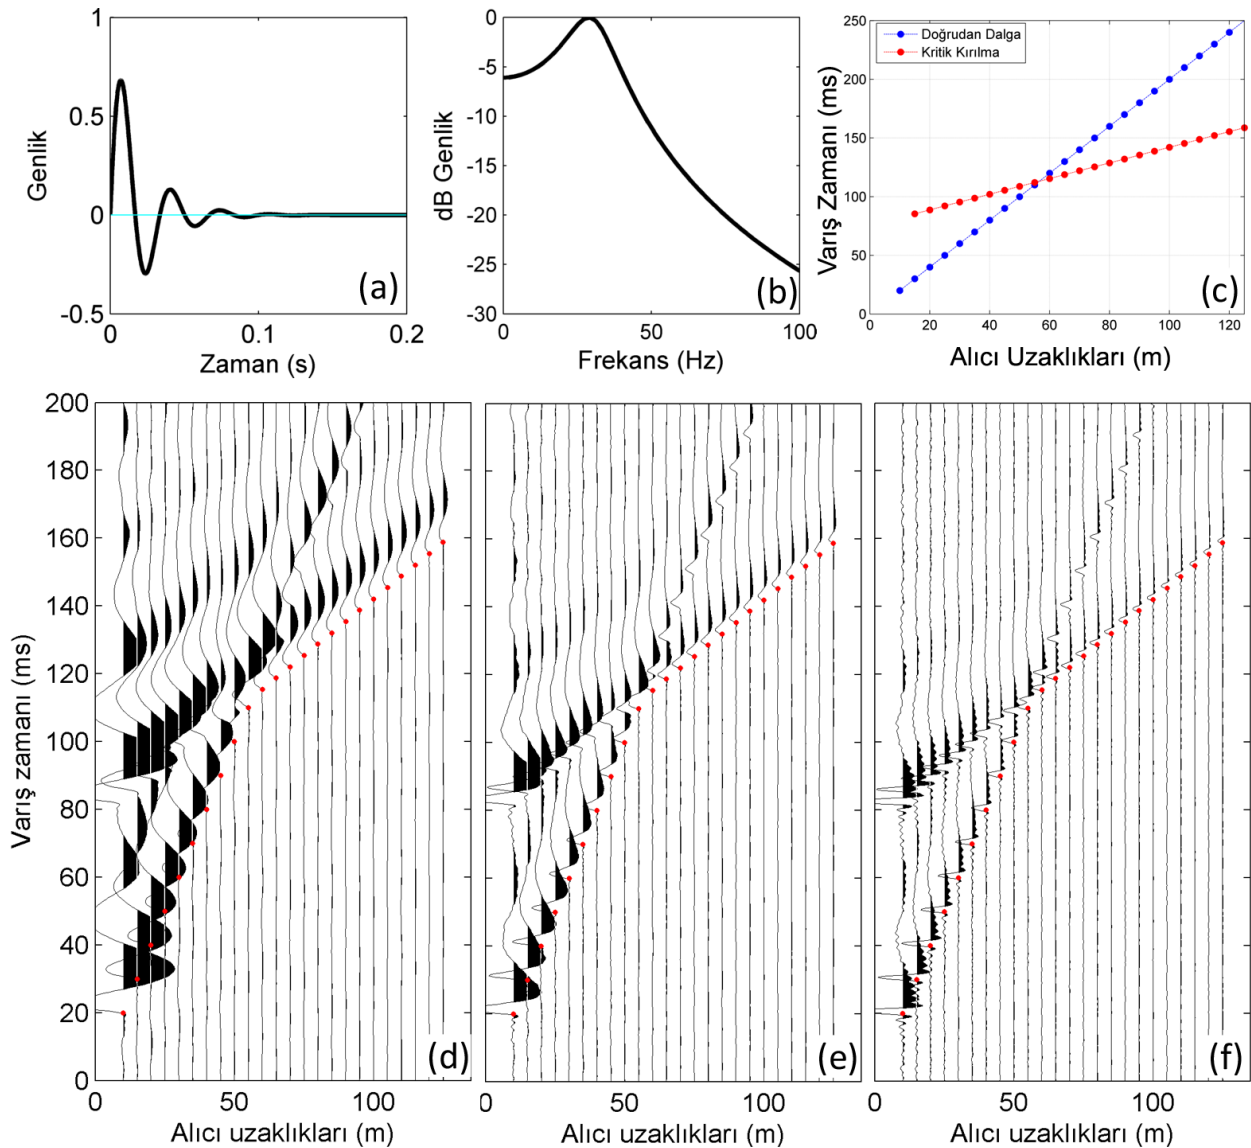 1
0.5
0
-0.5
Genlik
0
0.1
0.2
Zaman (s)
(a)
0
-5
-10
-15
-20
-25
-30
dB Genlik
0
50
100
Frekans (Hz)
(b)
250
200
150
100
50
0
Varış Zamanı (ms)
Doğrudan Dalga
Kritik Kırılma
0
20
40
60
80
100
120
Alıcı Uzaklıkları (m)
(c)
200
180
160
140
120
100
80
60
40
20
0
Varış zamanı (ms)
0
50
100
Alıcı uzaklıkları (m)
(d)
0
50
100
Alıcı uzaklıkları (m)
(e)
0
50
100
Alıcı uzaklıkları (m)
(f)